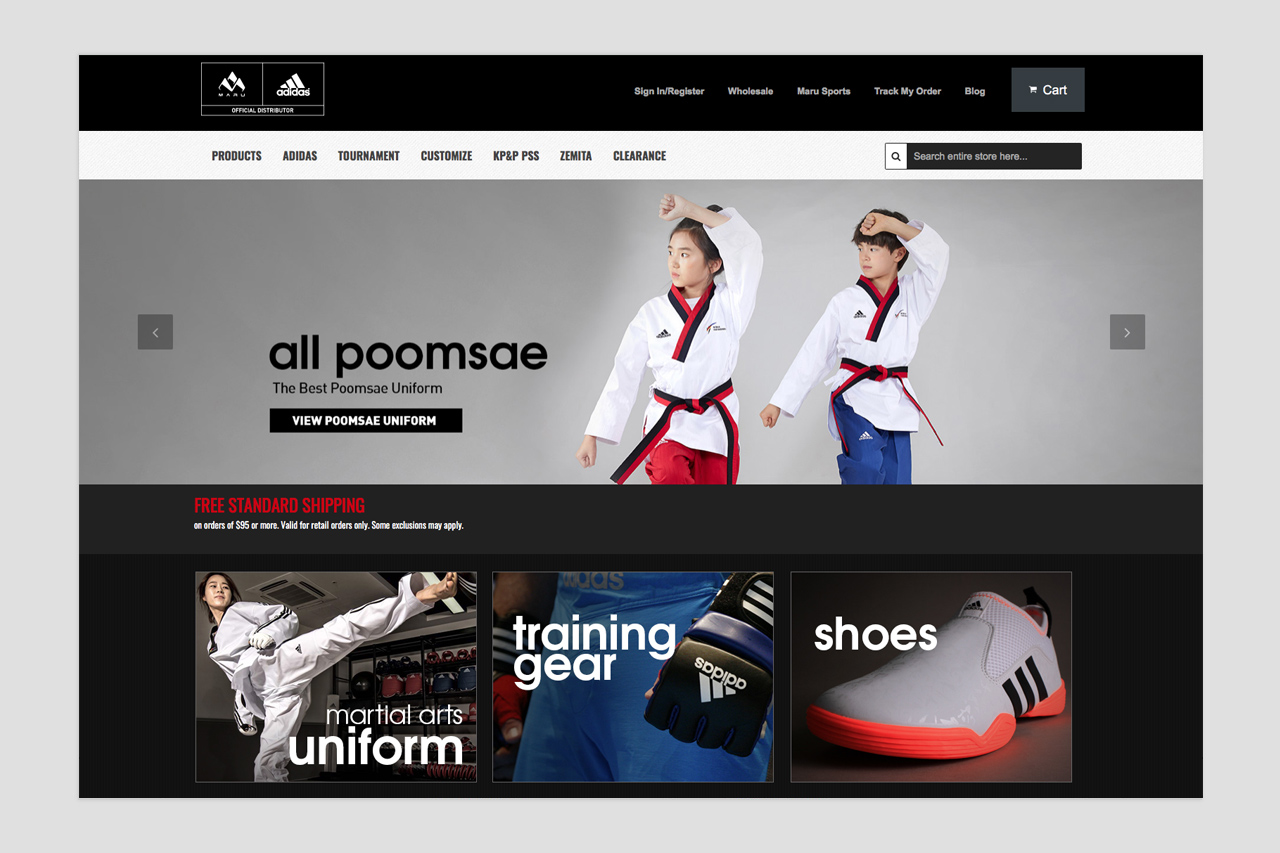 MARU
adidas
OFFICIAL DISTRIBUTOR
Sign In/Register
Wholesale
Maru Sports
Track My Order
Blog
Cart
PRODUCTS
ADIDAS
TOURNAMENT
CUSTOMIZE
KP&P PSS
ZEMITA
CLEARANCE
Search entire store here...
all poomsae
The Best Poomsae Uniform
VIEW POOMSAE UNIFORM
FREE STANDARD SHIPPING
on orders of $95 or more. Valid for retail orders only. Some exclusions may apply.
martial arts
uniform
adidas
training
gear
adidas
shoes